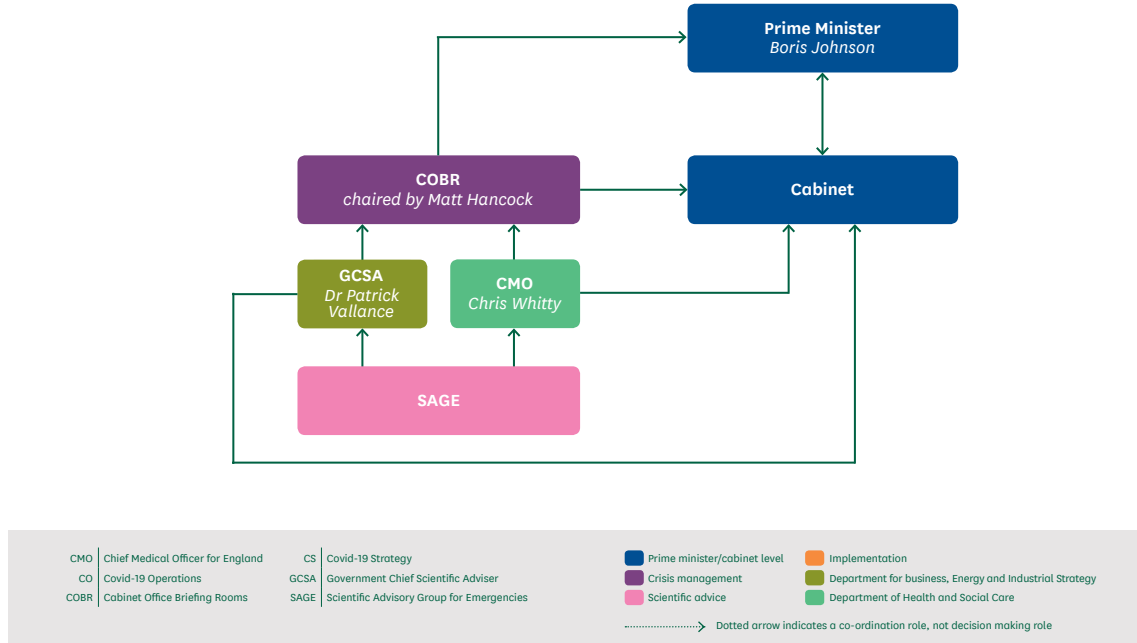 Prime Minister
Boris Johnson
COBR
chaired by Matt Hancock
Cabinet
GCSA
Dr Patrick
Vallance
CMO
Chris Whitty
SAGE
CMO Chief Medical Officer for England
CO Covid-19 Operations
COBR Cabinet Office Briefing Rooms
CS Covid-19 Strategy
GCSA Government Chief Scientific Adviser
SAGE Scientific Advisory Group for Emergencies
Prime minister/cabinet level
Crisis management
Scientific advice
Implementation
Department for business, Energy and Industrial Strategy
Department of Health and Social Care
Dotted arrow indicates a co-ordination role, not decision making role